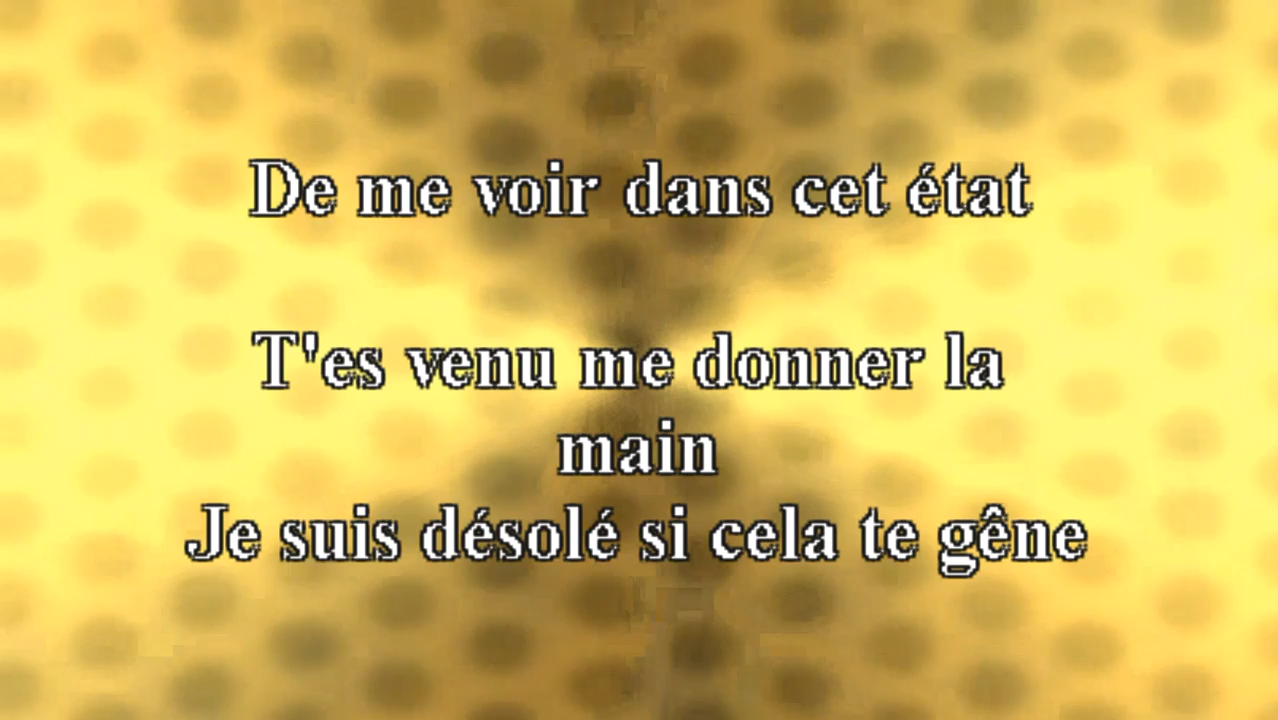 De me voir dans cet état
T'es venu me donner la
main
Je suis désolé si cela te gêne